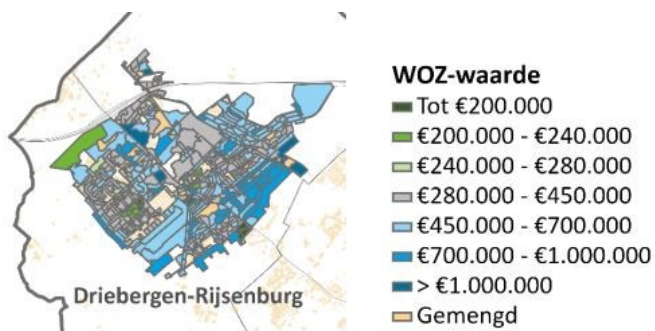 WOZ-waarde
Tot €200.000
€200.000 - €240.000
€240.000 - €280.000
€280.000 - €450.000
€450.000 - €700.000
€700.000 - €1.000.000
> €1.000.000
Gemengd
Driebergen-Rijsenburg